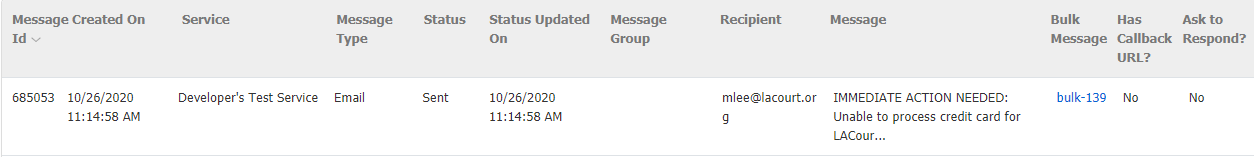 Message Created On Service Message Status Status Updated Message Recipient Message Bulk Has Ask to
Id Type On Group Message Callback Respond?
URL?
685053 10/26/2020 Developer's Test Service Email Sent 10/26/2020 mlee@lacourt.or IMMEDIATE ACTION NEEDED: bulk-139 No No
11:14:58 AM 11:14:58 AM g Unable to process credit card for
LACour...